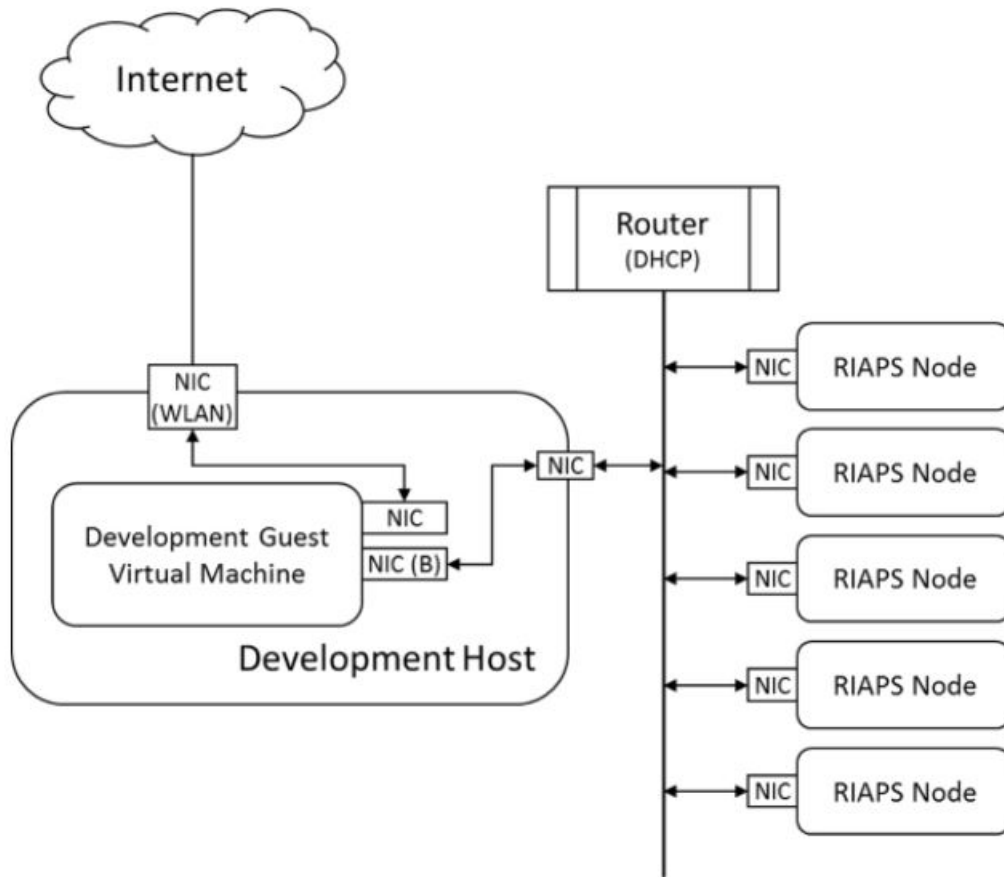 Internet
Router
(DHCP)
NIC
(WLAN)
NIC
RIAPS Node
NIC
NIC
RIAPS Node
NIC
Development Guest
Virtual Machine
NIC (B)
NIC
RIAPS Node
Development Host
NIC
RIAPS Node
NIC
RIAPS Node